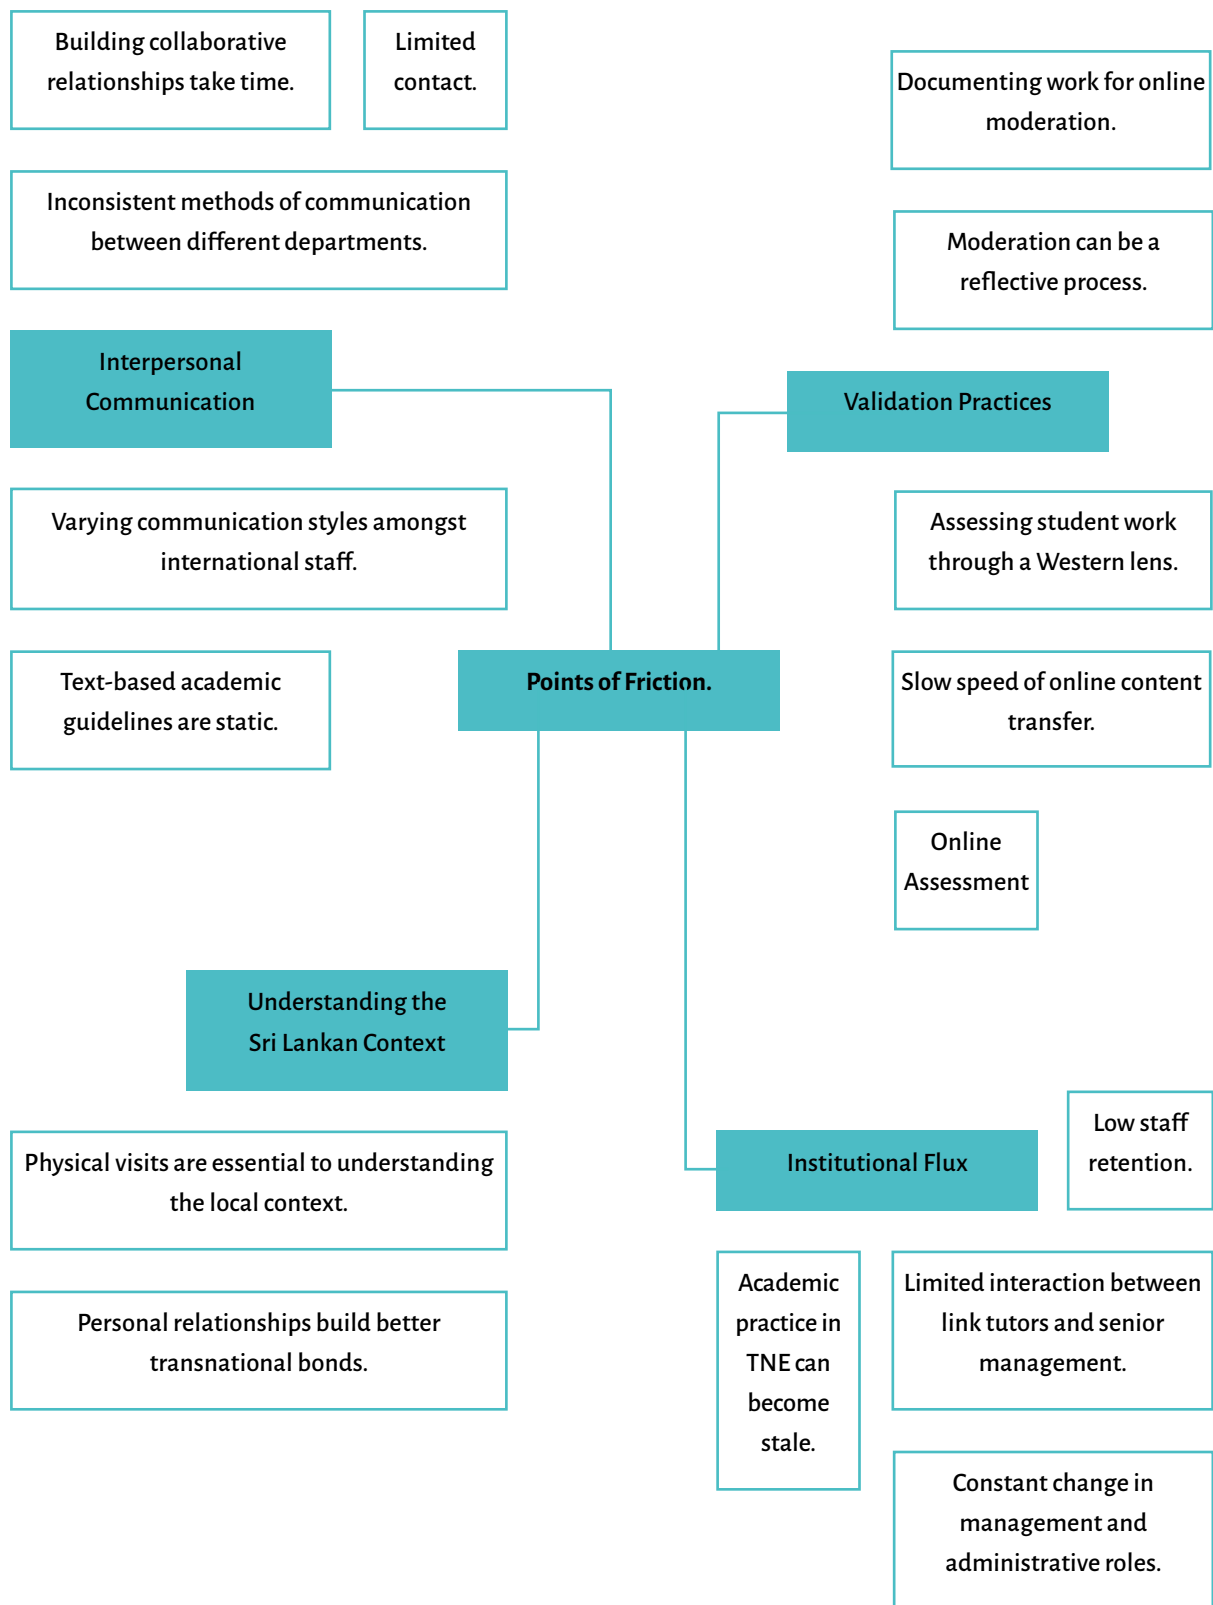 Building collaborative
relationships take time.
Limited
contact.
Inconsistent methods of communication
between different departments.
Interpersonal
Communication
Varying communication styles amongst
international staff.
Text-based academic
guidelines are static.
Documenting work for online
moderation.
Moderation can be a
reflective process.
Validation Practices
Assessing student work
through a Western lens.
Slow speed of online content
transfer.
Online
Assessment
Points of Friction.
Understanding the
Sri Lankan Context
Physical visits are essential to understanding
the local context.
Personal relationships build better
transnational bonds.
Institutional Flux
Low staff
retention.
Academic
practice in
TNE can
become
stale.
Limited interaction between
link tutors and senior
management.
Constant change in
management and
administrative roles.